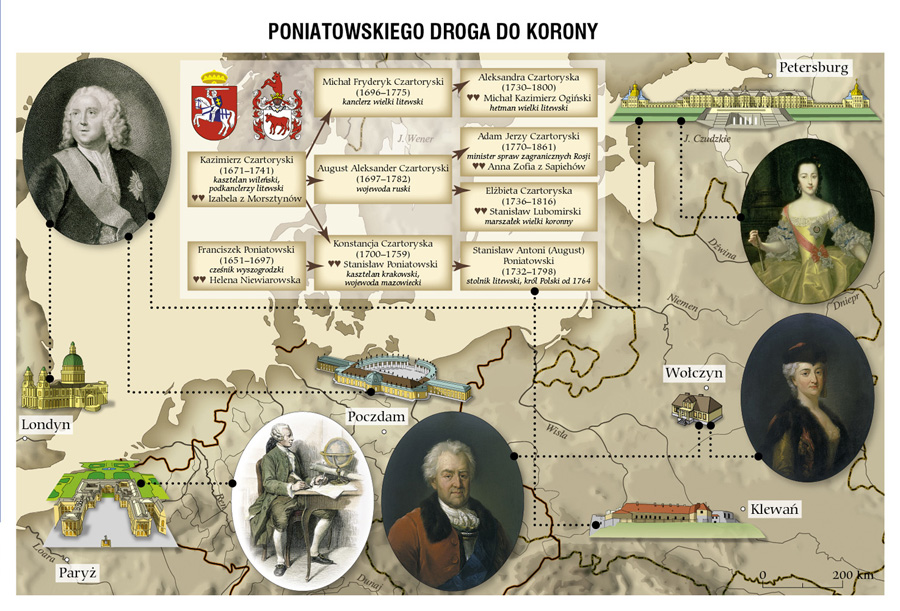 PONIATOWSKIEGO DROGA DO KORONY
Petersburg
Michał Fryderyk Czartoryski
(1696–1775)
kanclerz wielki litewski
Aleksandra Czartoryska
(1730–1800)
♥♥ Michał Kazimierz Ogiński
hetman wielki litewski
J. Wener
J. Czudzkie
Kazimierz Czartoryski
(1671–1741)
kasztelan wileński,
podkanclerzy litewski
♥♥ Izabela z Morsztynów
August Aleksander Czartoryski
(1697–1782)
wojewoda ruski
Adam Jerzy Czartoryski
(1770–1861)
minister spraw zagranicznych Rosji
♥♥ Anna Zofia z Sapiehów
Elżbieta Czartoryska
(1736–1816)
♥♥ Stanisław Lubomirski
marszałek wielki koronny
Franciszek Poniatowski
(1651–1697)
cześnik wyszogrodzki
♥♥ Helena Niewiarowska
Konstancja Czartoryska
(1700–1759)
♥♥ Stanisław Poniatowski
kasztelan krakowski,
wojewoda mazowiecki
Stanisław Antoni (August)
Poniatowski
(1732–1798)
stolnik litewski, król Polski od 1764
Dźwina
Niemen
Dniepr
Wołczyn
Londyn
Poczdam
Wisła
Klewań
Loara
Paryż
Dunaj
0 200 km